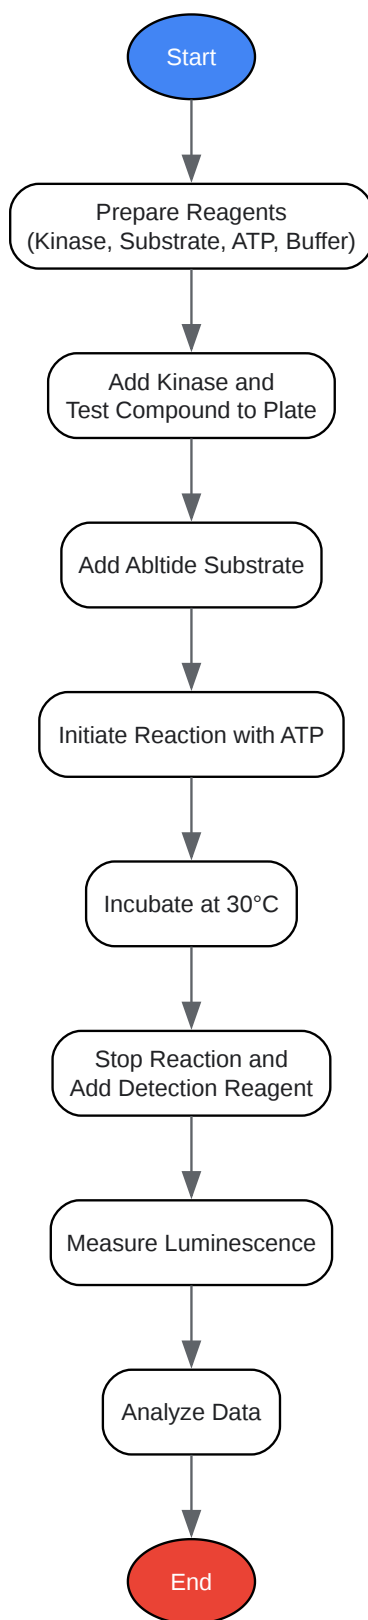 Start
Prepare Reagents
(Kinase, Substrate, ATP, Buffer)
Add Kinase and
Test Compound to Plate
Add Abltide Substrate
Initiate Reaction with ATP
Incubate at 30°C
Stop Reaction and
Add Detection Reagent
Measure Luminescence
Analyze Data
End